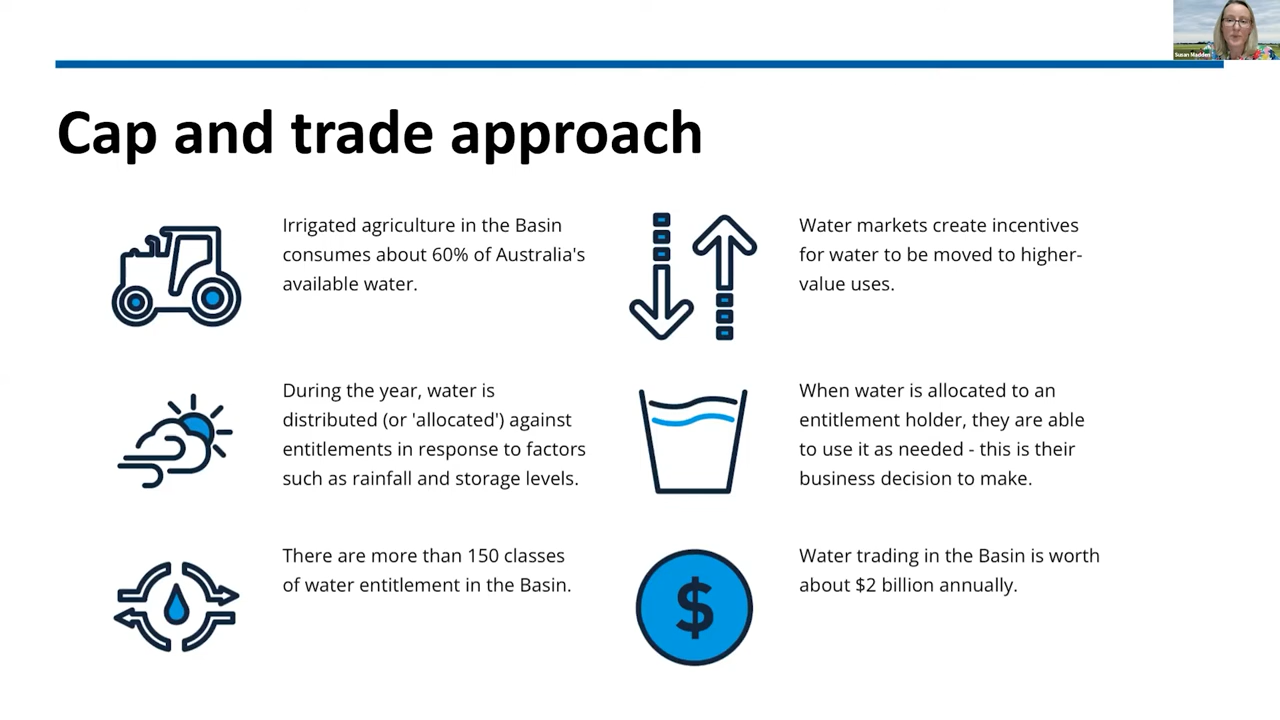 Susan Madden
Cap and trade approach
Irrigated agriculture in the Basin
consumes about 60% of Australia's
available water.
Water markets create incentives
for water to be moved to higher-
value uses.
During the year, water is
distributed (or 'allocated') against
entitlements in response to factors
such as rainfall and storage levels.
When water is allocated to an
entitlement holder, they are able
to use it as needed - this is their
business decision to make.
There are more than 150 classes
of water entitlement in the Basin.
$
Water trading in the Basin is worth
about $2 billion annually.